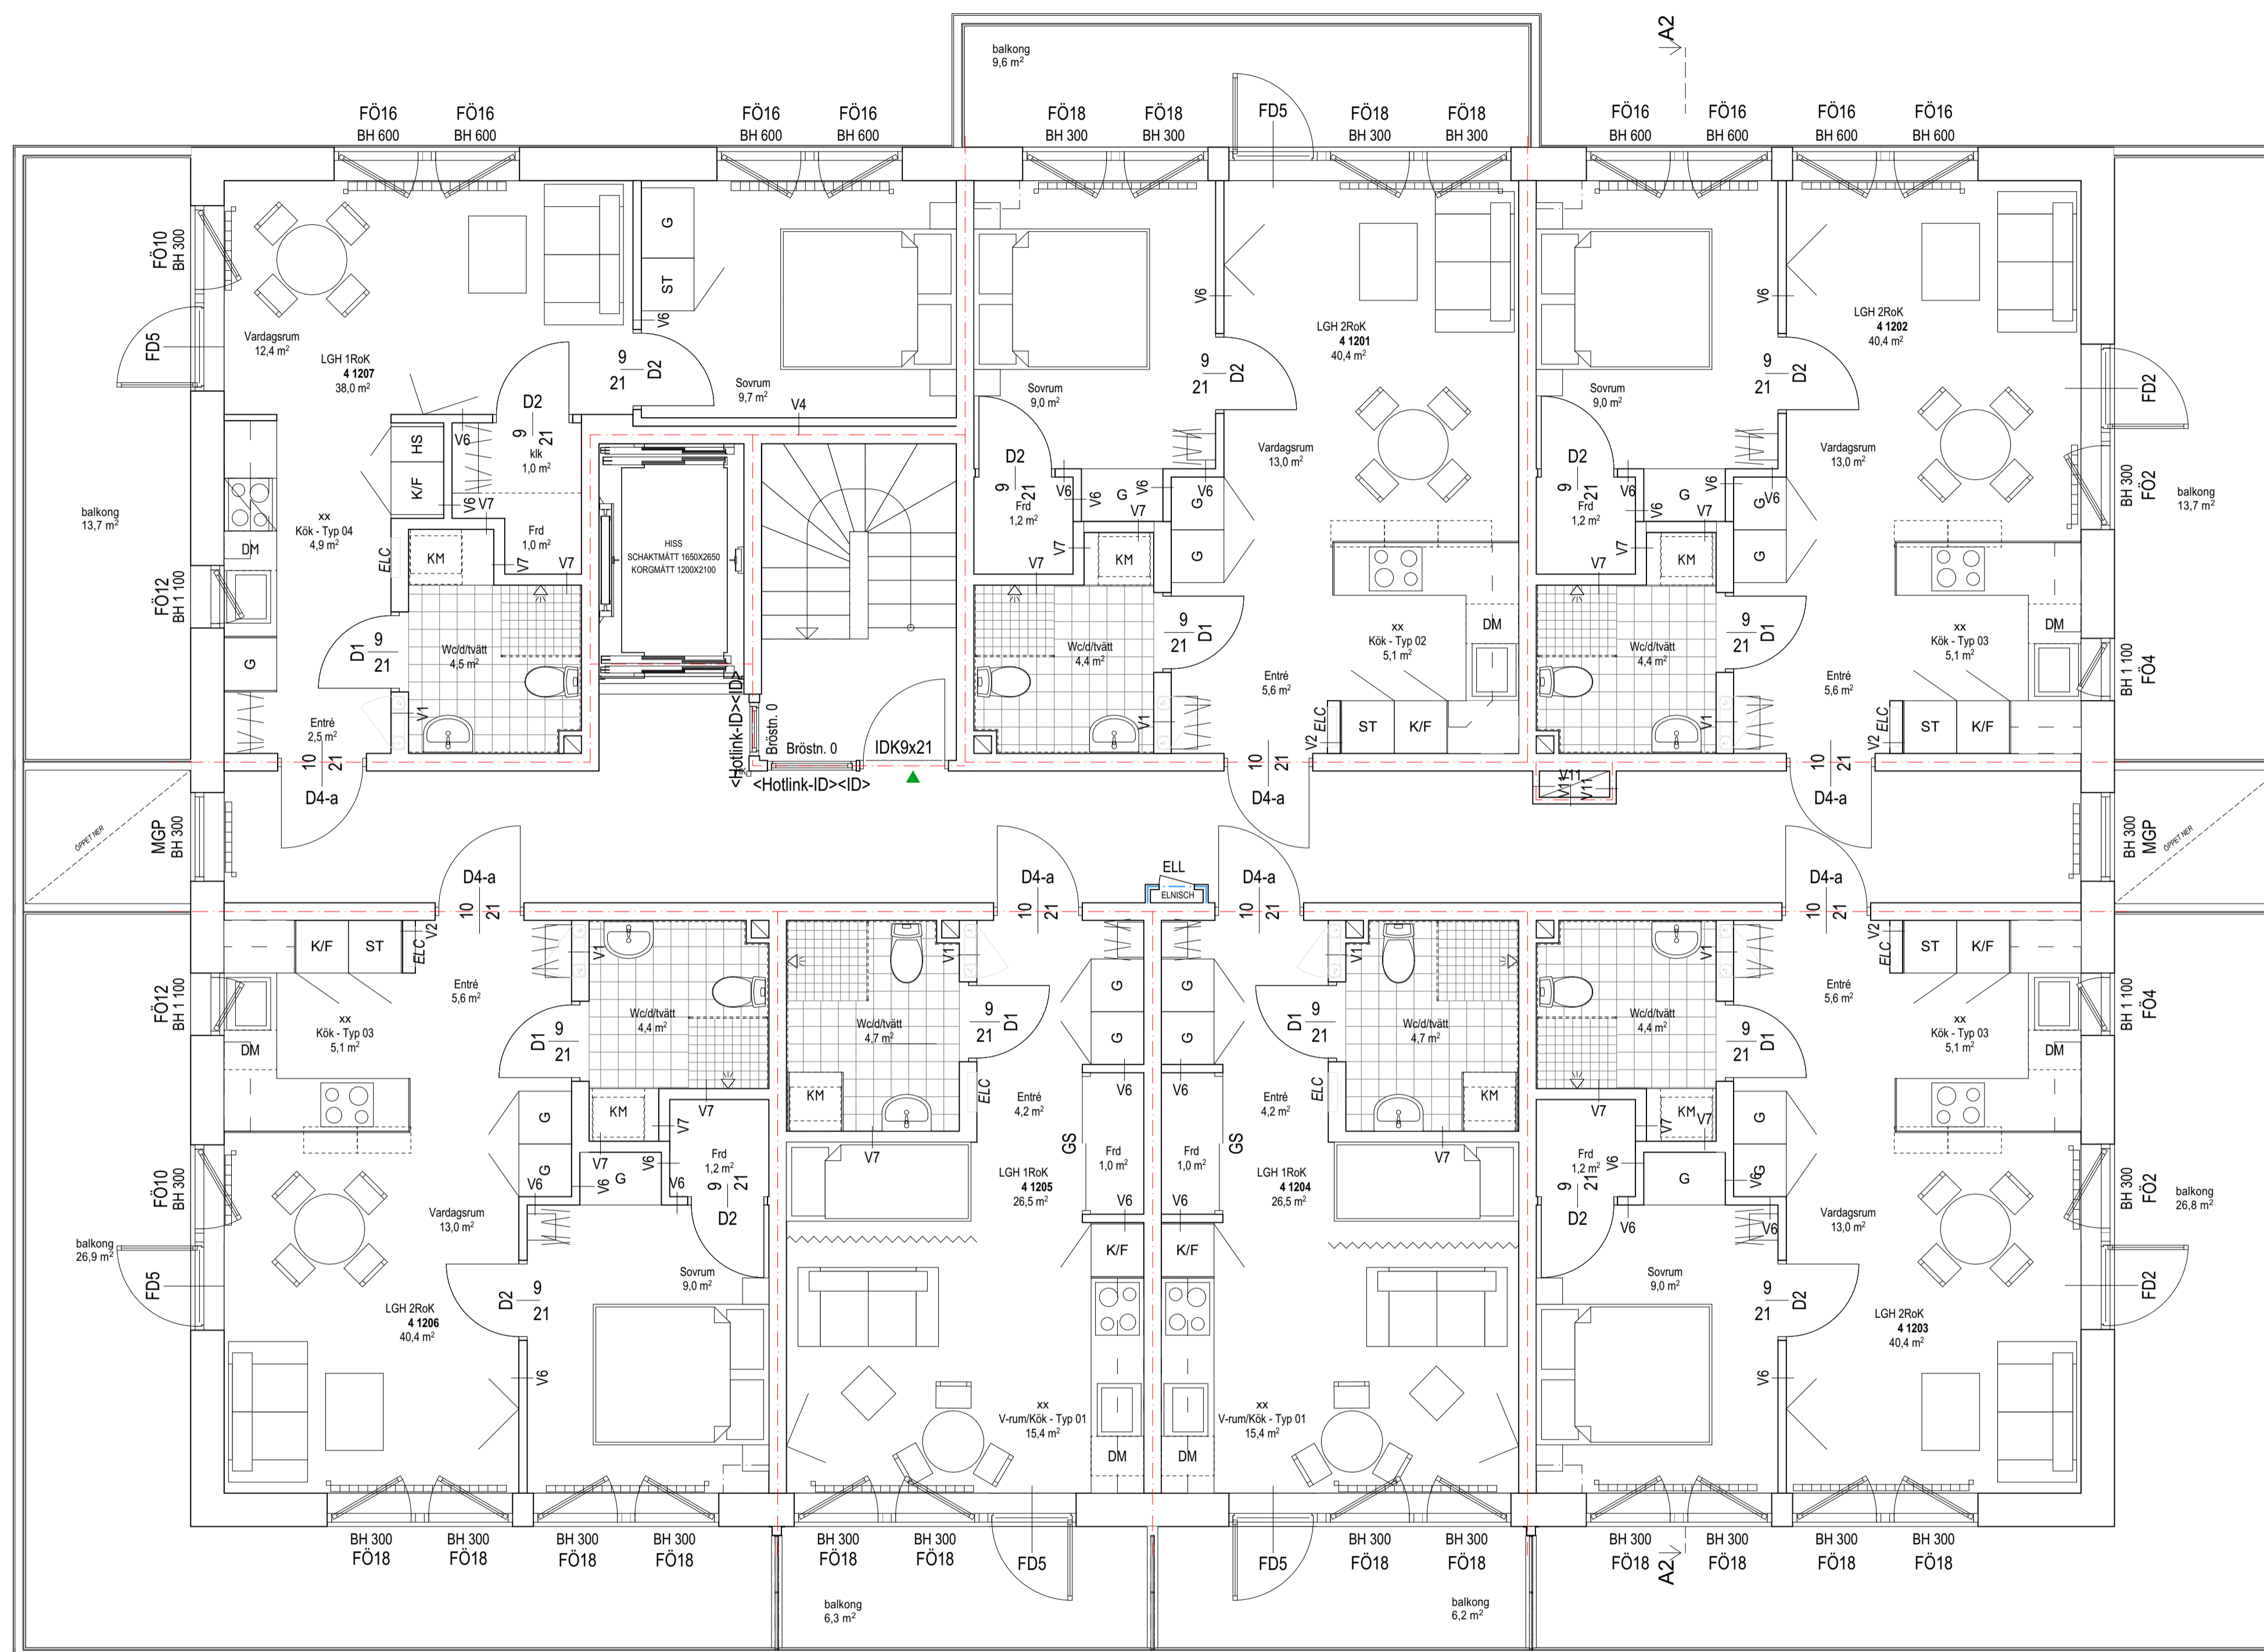 balkong
9,6 m²
A2
FÖ16
BH 600
FÖ16
BH 600
FÖ16
BH 600
FÖ16
BH 600
FÖ18
BH 300
FÖ18
BH 300
FD5
FÖ18
BH 300
FÖ18
BH 300
FÖ16
BH 600
FÖ16
BH 600
FÖ16
BH 600
FÖ16
BH 600
FÖ10
BH 300
FD5
Vardagsrum
12,4 m²
LGH 1RoK
4 1207
38,0 m²
G
ST
V6
9
21
D2
Sovrum
9,7 m²
V4
D2
9
21
klk
1,0 m²
V6
HS
K/F
V6
V7
Frd
1,0 m²
V7
V7
balkong
13,7 m²
xx
Kök - Typ 04
4,9 m²
DM
ELC
KM
FÖ12
BH 1 100
G
D1
9
21
Wc/d/tvätt
4,5 m²
V1
Entré
2,5 m²
10
21
D4-a
HISS
SCHAKTMÅTT 1650X2650
KORGMÅTT 1200X2100
<Hotlink-ID><ID>
Bröstn. 0
Bröstn. 0
IDK9x21
<Hotlink-ID><ID>
V6
LGH 2RoK
4 1201
40,4 m²
9
21
D2
Sovrum
9,0 m²
D2
9
21
Frd
1,2 m²
V6
V6
V6
G
V6
V7
V7
V7
KM
G
G
Vardagsrum
13,0 m²
9
21
D1
Wc/d/tvätt
4,4 m²
xx
Kök - Typ 02
5,1 m²
DM
Entré
5,6 m²
V1
ELC
V2
ST
K/F
10
21
D4-a
V6
LGH 2RoK
4 1202
40,4 m²
9
21
D2
Sovrum
9,0 m²
D2
9
21
Frd
1,2 m²
V6
V6
V6
G
V6
V7
V7
V7
KM
G
G
Vardagsrum
13,0 m²
9
21
D1
Wc/d/tvätt
4,4 m²
xx
Kök - Typ 03
5,1 m²
DM
Entré
5,6 m²
V1
ELC
V2
ST
K/F
10
21
D4-a
V11
V11
V11
FD2
BH 300
FÖ2
balkong
13,7 m²
BH 1 100
FÖ4
ÖPPET NER
MGP
BH 300
BH 300
MGP
ÖPPET NER
D4-a
10
21
D4-a
10
21
ELL
ELNISCH
D4-a
10
21
D4-a
10
21
K/F
ST
ELC
V2
FÖ12
BH 1 100
Entré
5,6 m²
xx
Kök - Typ 03
5,1 m²
DM
V1
Wc/d/tvätt
4,4 m²
D1
9
21
KM
V7
V7
G
G
V7
V6
V6
G
V6
V6
Frd
1,2 m²
9
21
D2
FÖ10
BH 300
Vardagsrum
13,0 m²
balkong
26,9 m²
FD5
LGH 2RoK
4 1206
40,4 m²
D2
9
21
Sovrum
9,0 m²
V6
V1
Wc/d/tvätt
4,7 m²
9
21
D1
KM
ELC
V7
Entré
4,2 m²
G
G
V6
Frd
1,0 m²
GS
V6
LGH 1RoK
4 1205
26,5 m²
K/F
xx
V-rum/Kök - Typ 01
15,4 m²
DM
G
G
V6
Frd
1,0 m²
GS
V6
Entré
4,2 m²
LGH 1RoK
4 1204
26,5 m²
K/F
V1
D1
9
21
Wc/d/tvätt
4,7 m²
ELC
KM
V7
xx
V-rum/Kök - Typ 01
15,4 m²
DM
V1
Wc/d/tvätt
4,4 m²
9
21
D1
V7
KM
V7
V7
G
G
Frd
1,2 m²
V6
G
V6
9
21
D2
V6
V6
Sovrum
9,0 m²
9
21
D2
V6
V2
ELC
ST
K/F
Entré
5,6 m²
xx
Kök - Typ 03
5,1 m²
DM
BH 1 100
FÖ4
Vardagsrum
13,0 m²
BH 300
FÖ2
balkong
26,8 m²
FD2
LGH 2RoK
4 1203
40,4 m²
BH 300
FÖ18
BH 300
FÖ18
BH 300
FÖ18
BH 300
FÖ18
BH 300
FÖ18
BH 300
FÖ18
FD5
FD5
BH 300
FÖ18
BH 300
FÖ18
BH 300
FÖ18
A2
BH 300
FÖ18
BH 300
FÖ18
BH 300
FÖ18
balkong
6,3 m²
balkong
6,2 m²